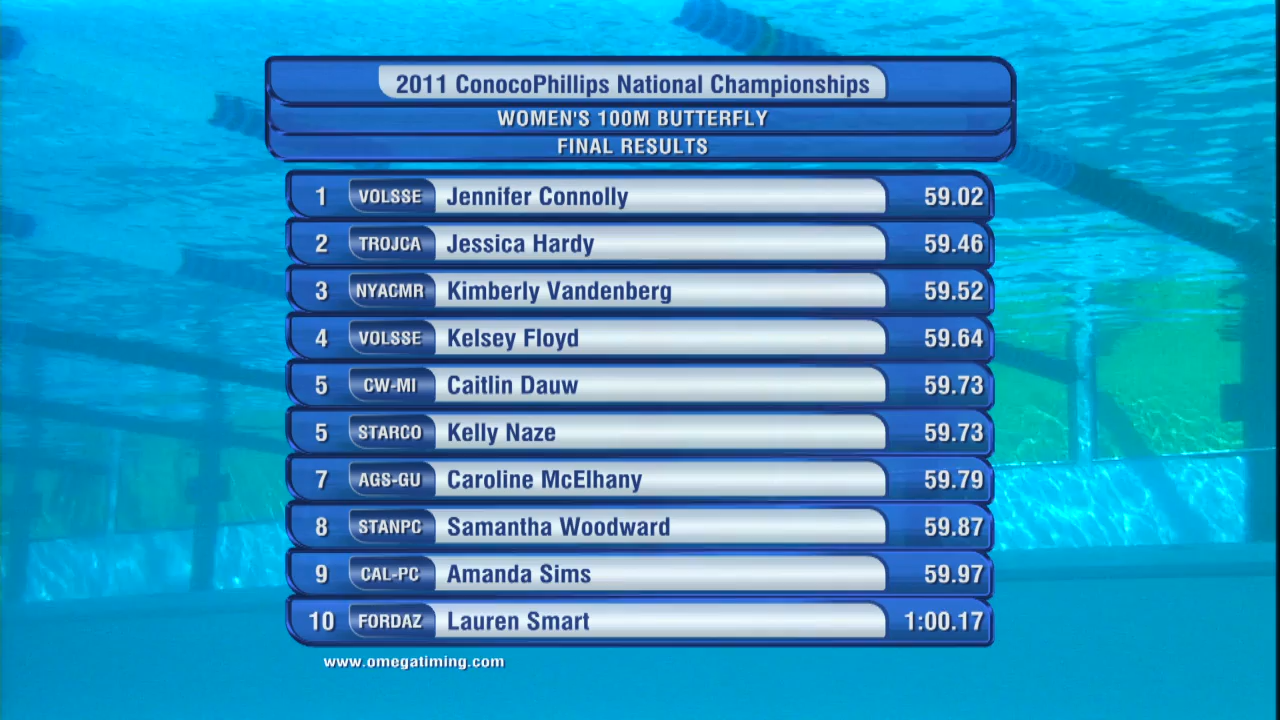 2011 ConocoPhillips National Championships
WOMEN'S 100M BUTTERFLY
FINAL RESULTS
1 VOLSSE Jennifer Connolly 59.02
2 TROJCA Jessica Hardy 59.46
3 NYACMR Kimberly Vandenberg 59.52
4 VOLSSE Kelsey Floyd 59.64
5 CW-MI Caitlin Dauw 59.73
5 STARCO Kelly Naze 59.73
7 AGS-GU Caroline McElhany 59.79
8 STANPC Samantha Woodward 59.87
9 CAL-PC Amanda Sims 59.97
10 FORDAZ Lauren Smart 1:00.17
www.omegatiming.com